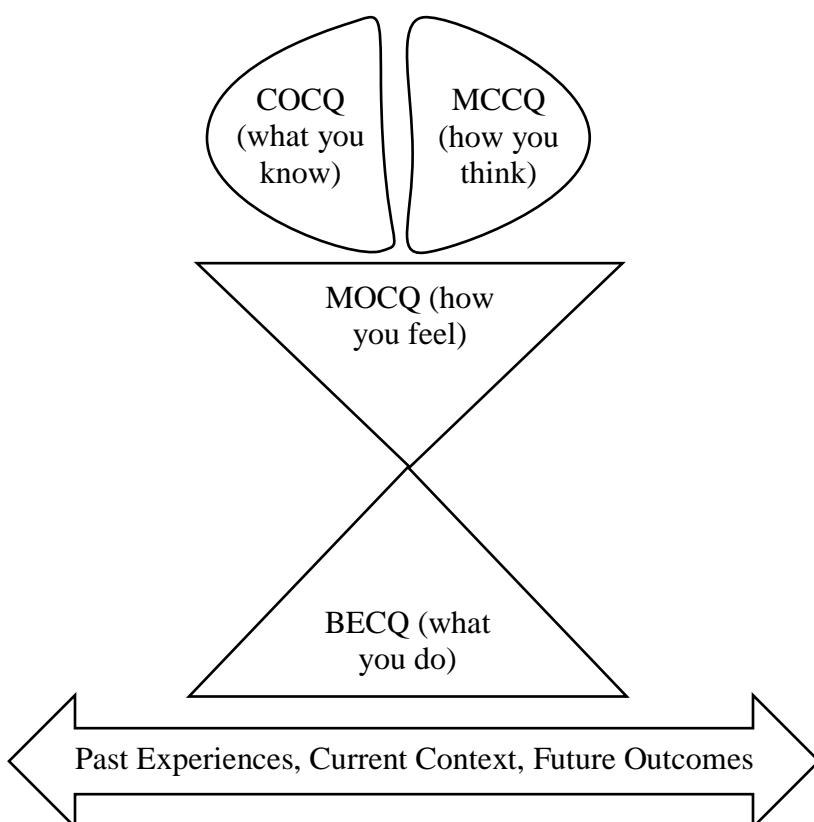 COCQ
(what you
know)
MCCQ
(how you
think)
MOCQ (how
you feel)
BECQ (what
you do)
Past Experiences, Current Context, Future Outcomes